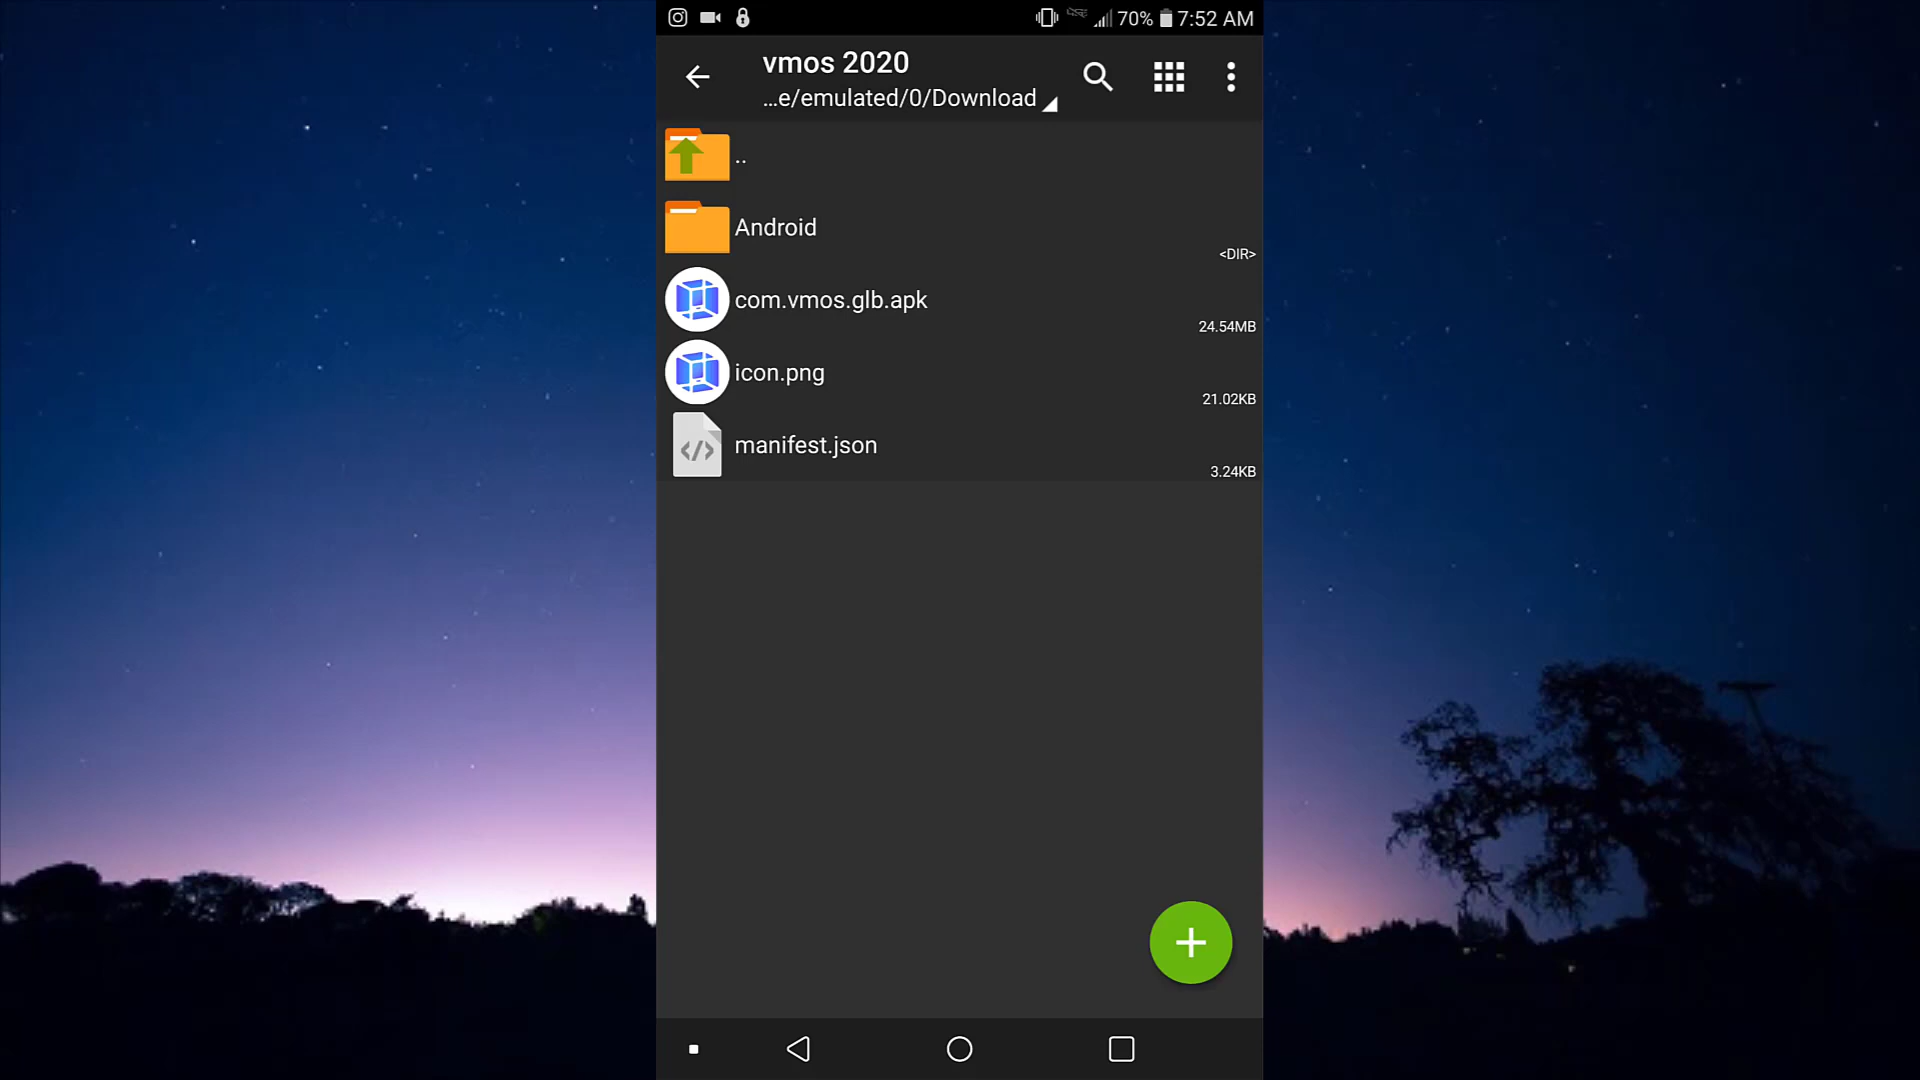 70% 7:52 AM
vmos 2020
...e/emulated/0/Download
..
Android
<DIR>
com.vmos.glb.apk
24.54MB
icon.png
21.02KB
manifest.json
3.24KB